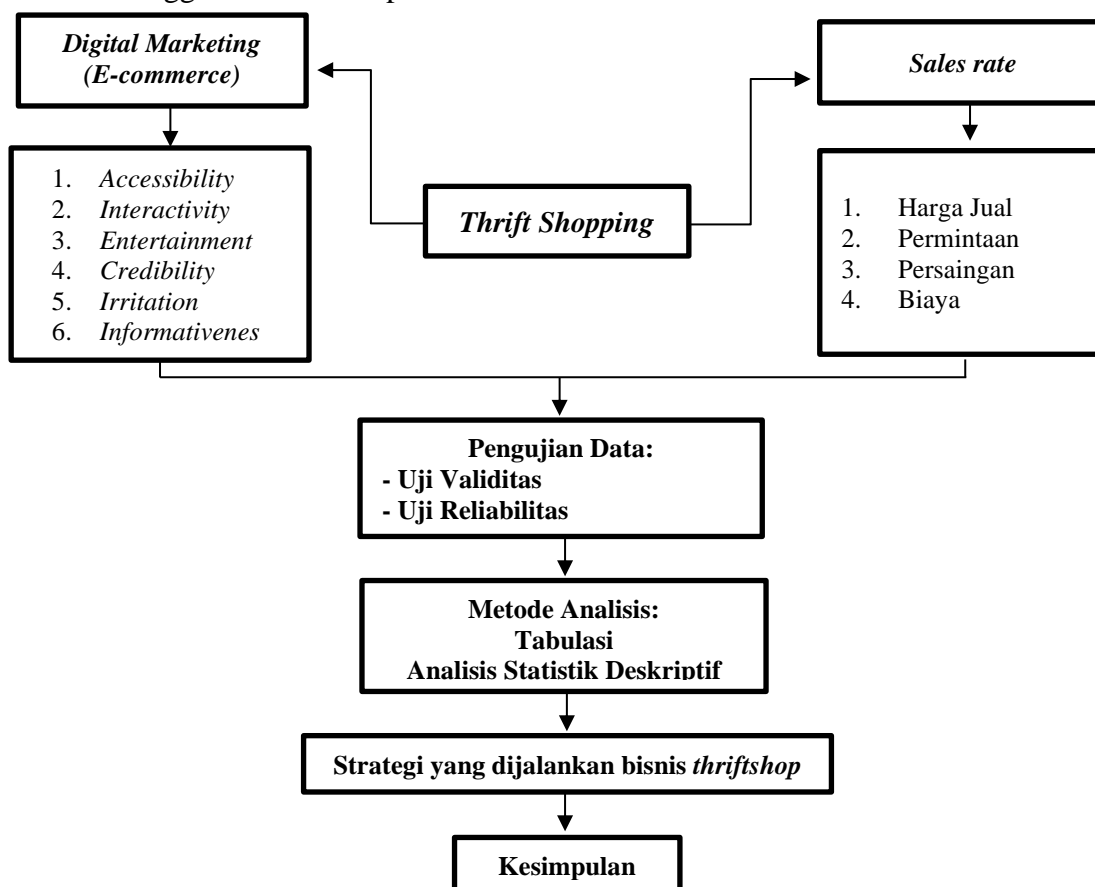 Digital Marketing
(E-commerce)
Sales rate
1. Accessibility
2. Interactivity
3. Entertainment
4. Credibility
5. Irritation
6. Informativenes
Thrift Shopping
1. Harga Jual
2. Permintaan
3. Persaingan
4. Biaya
Pengujian Data:
- Uji Validitas
- Uji Reliabilitas
Metode Analisis:
Tabulasi
Analisis Statistik Deskriptif
Strategi yang dijalankan bisnis thriftshop
Kesimpulan